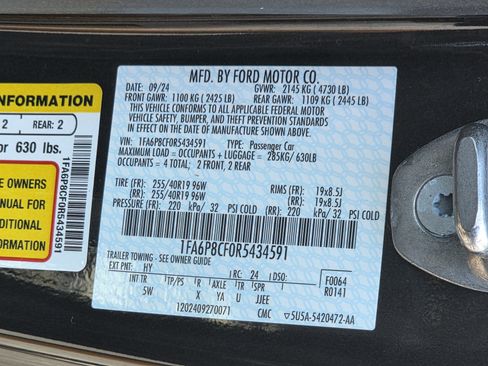 NFORMATION
2 REAR: 2
r 630 lbs.
E OWNERS
NUAL FOR
DITIONAL
ORMATION
1FA6P8CF0R5434591
MFD. BY FORD MOTOR CO.
DATE: 09/24 GVWR: 2145 KG ( 4730 LB)
FRONT GAWR: 1100 KG ( 2425 LB) REAR GAWR: 1109 KG ( 2445 LB)
THIS VEHICLE CONFORMS TO ALL APPLICABLE FEDERAL MOTOR
VEHICLE SAFETY, BUMPER, AND THEFT PREVENTION STANDARDS
IN EFFECT ON THE DATE OF MANUFACTURE SHOWN ABOVE.
VIN: 1FA6P8CF0R5434591 TYPE: Passenger Car
MAXIMUM LOAD = OCCUPANTS + LUGGAGE = 285KG/ 630LB
OCCUPANTS = 4 TOTAL; 2 FRONT, 2 REAR
TIRE (FR): 255/40R19 96W RIMS (FR): 19x8.5J
(RR): 255/40R19 96W (RR): 19x8.5J
PRESSURE (FR): 220 kPa/ 32 PSI COLD (RR): 220 kPa/ 32 PSI COLD
1FA6P8CF0R5434591
TRAILER TOWING - SEE OWNER GUIDE
EXT PNT: HY RC: 24 DSO: F0064
INT TR TP/PS R AXLE TR SPR R0141
5W X YA U JJEE
1202409270071 CMC 5U5A-5420472-AA